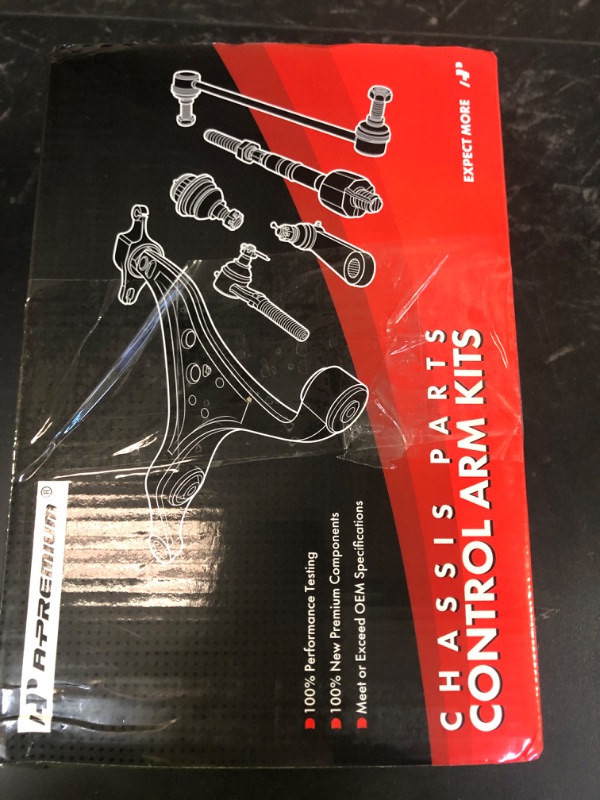 A-PREMIUM®
100% Performance Testing
100% New Premium Components
Meet or Exceed OEM Specifications
CHASSIS PARTS
CONTROL ARM KITS
EXPECT MORE